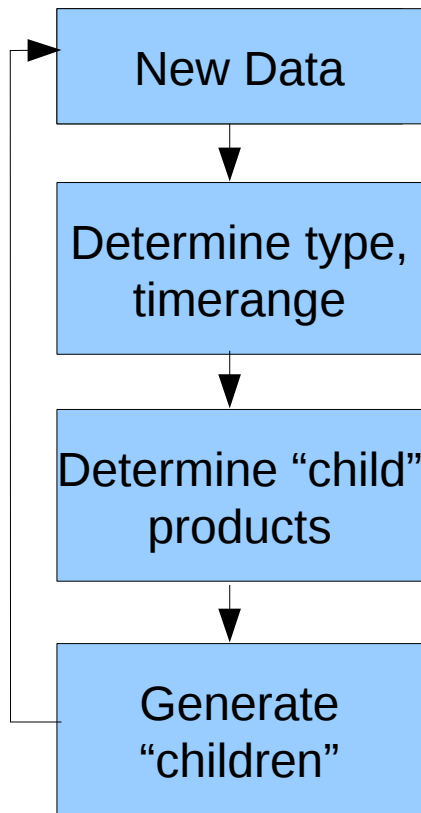 New Data
Determine type,
timerange
Determine “child”
products
Generate
“children”